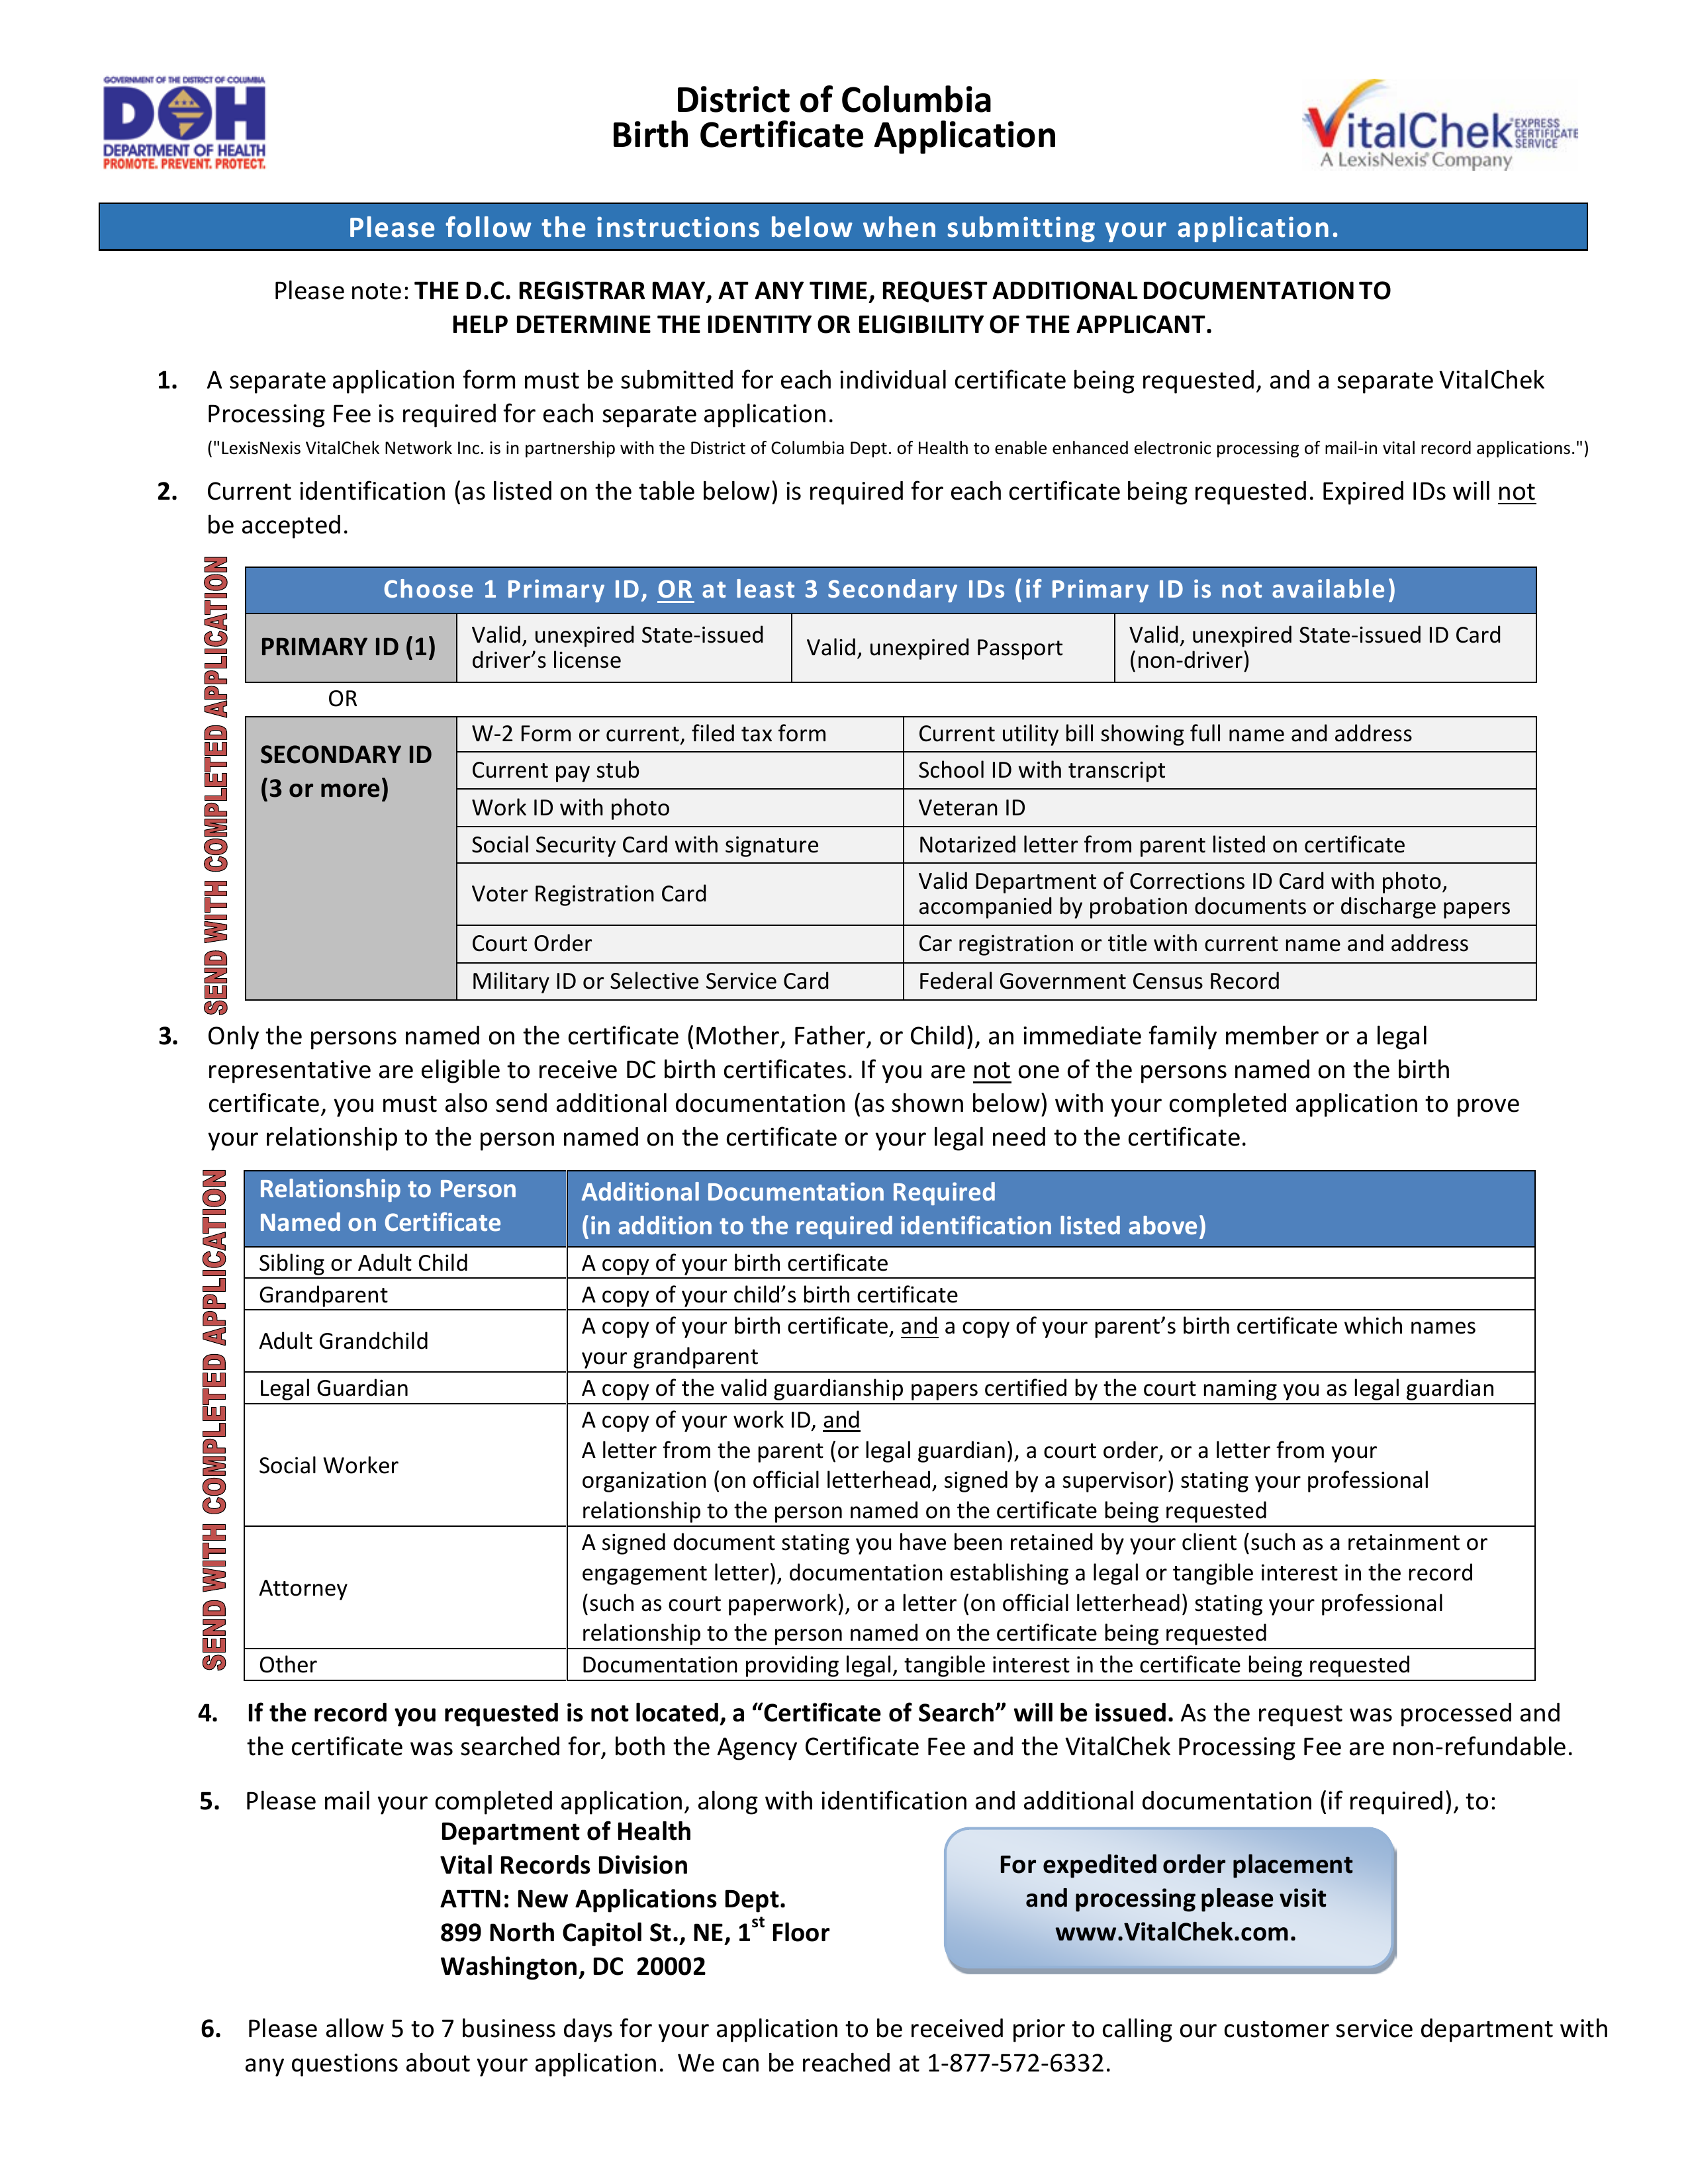 GOVERNMENT OF THE DISTRICT OF COLUMBIA
DOH
DEPARTMENT OF HEALTH
PROMOTE. PREVENT. PROTECT.
District of Columbia
Birth Certificate Application
VitalChek EXPRESS CERTIFICATE SERVICE
A LexisNexis® Company
Please follow the instructions below when submitting your application.
Please note: THE D.C. REGISTRAR MAY, AT ANY TIME, REQUEST ADDITIONAL DOCUMENTATION TO
HELP DETERMINE THE IDENTITY OR ELIGIBILITY OF THE APPLICANT.
1. A separate application form must be submitted for each individual certificate being requested, and a separate VitalChek
Processing Fee is required for each separate application.
("LexisNexis VitalChek Network Inc. is in partnership with the District of Columbia Dept. of Health to enable enhanced electronic processing of mail-in vital record applications.")
2. Current identification (as listed on the table below) is required for each certificate being requested. Expired IDs will not
be accepted.
SEND WITH COMPLETED APPLICATION
Choose 1 Primary ID, OR at least 3 Secondary IDs (if Primary ID is not available)
PRIMARY ID (1)
Valid, unexpired State-issued
driver’s license
Valid, unexpired Passport
Valid, unexpired State-issued ID Card
(non-driver)
OR
SECONDARY ID
(3 or more)
W-2 Form or current, filed tax form
Current utility bill showing full name and address
Current pay stub
School ID with transcript
Work ID with photo
Veteran ID
Social Security Card with signature
Notarized letter from parent listed on certificate
Voter Registration Card
Valid Department of Corrections ID Card with photo,
accompanied by probation documents or discharge papers
Court Order
Car registration or title with current name and address
Military ID or Selective Service Card
Federal Government Census Record
3. Only the persons named on the certificate (Mother, Father, or Child), an immediate family member or a legal
representative are eligible to receive DC birth certificates. If you are not one of the persons named on the birth
certificate, you must also send additional documentation (as shown below) with your completed application to prove
your relationship to the person named on the certificate or your legal need to the certificate.
SEND WITH COMPLETED APPLICATION
Relationship to Person
Named on Certificate
Additional Documentation Required
(in addition to the required identification listed above)
Sibling or Adult Child
A copy of your birth certificate
Grandparent
A copy of your child’s birth certificate
Adult Grandchild
A copy of your birth certificate, and a copy of your parent’s birth certificate which names
your grandparent
Legal Guardian
A copy of the valid guardianship papers certified by the court naming you as legal guardian
Social Worker
A copy of your work ID, and
A letter from the parent (or legal guardian), a court order, or a letter from your
organization (on official letterhead, signed by a supervisor) stating your professional
relationship to the person named on the certificate being requested
Attorney
A signed document stating you have been retained by your client (such as a retainment or
engagement letter), documentation establishing a legal or tangible interest in the record
(such as court paperwork), or a letter (on official letterhead) stating your professional
relationship to the person named on the certificate being requested
Other
Documentation providing legal, tangible interest in the certificate being requested
4. If the record you requested is not located, a “Certificate of Search” will be issued. As the request was processed and
the certificate was searched for, both the Agency Certificate Fee and the VitalChek Processing Fee are non-refundable.
5. Please mail your completed application, along with identification and additional documentation (if required), to:
Department of Health
Vital Records Division
ATTN: New Applications Dept.
899 North Capitol St., NE, 1st Floor
Washington, DC 20002
For expedited order placement
and processing please visit
www.VitalChek.com.
6. Please allow 5 to 7 business days for your application to be received prior to calling our customer service department with
any questions about your application. We can be reached at 1-877-572-6332.